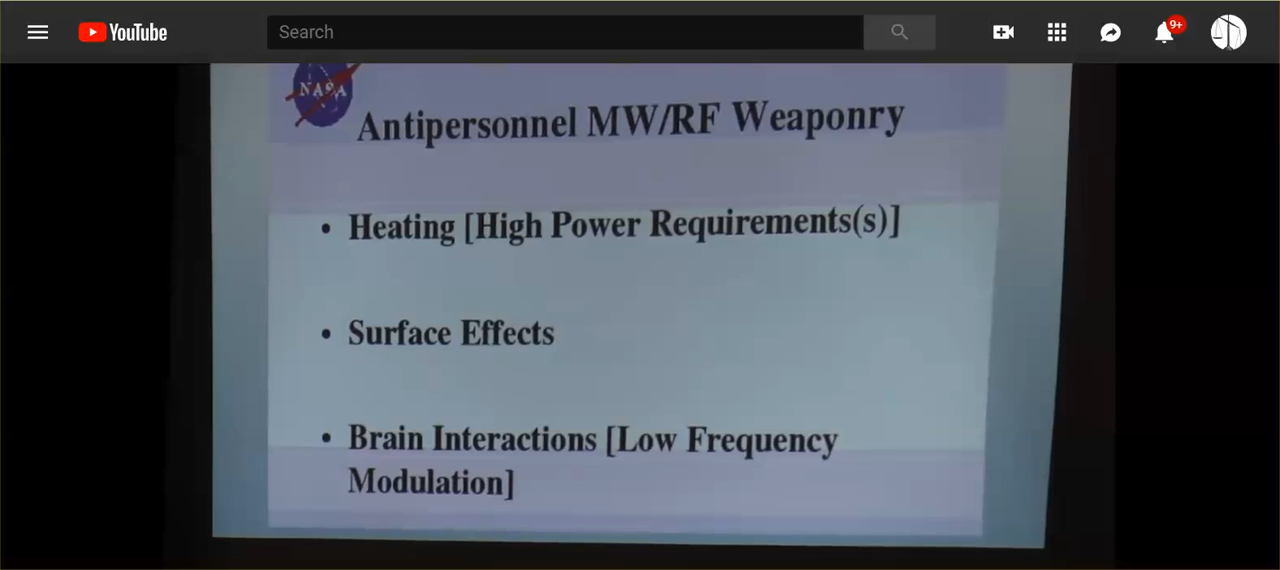 YouTube
Search
9+
NASA
Antipersonnel MW/RF Weaponry
• Heating [High Power Requirements(s)]
• Surface Effects
• Brain Interactions [Low Frequency
Modulation]